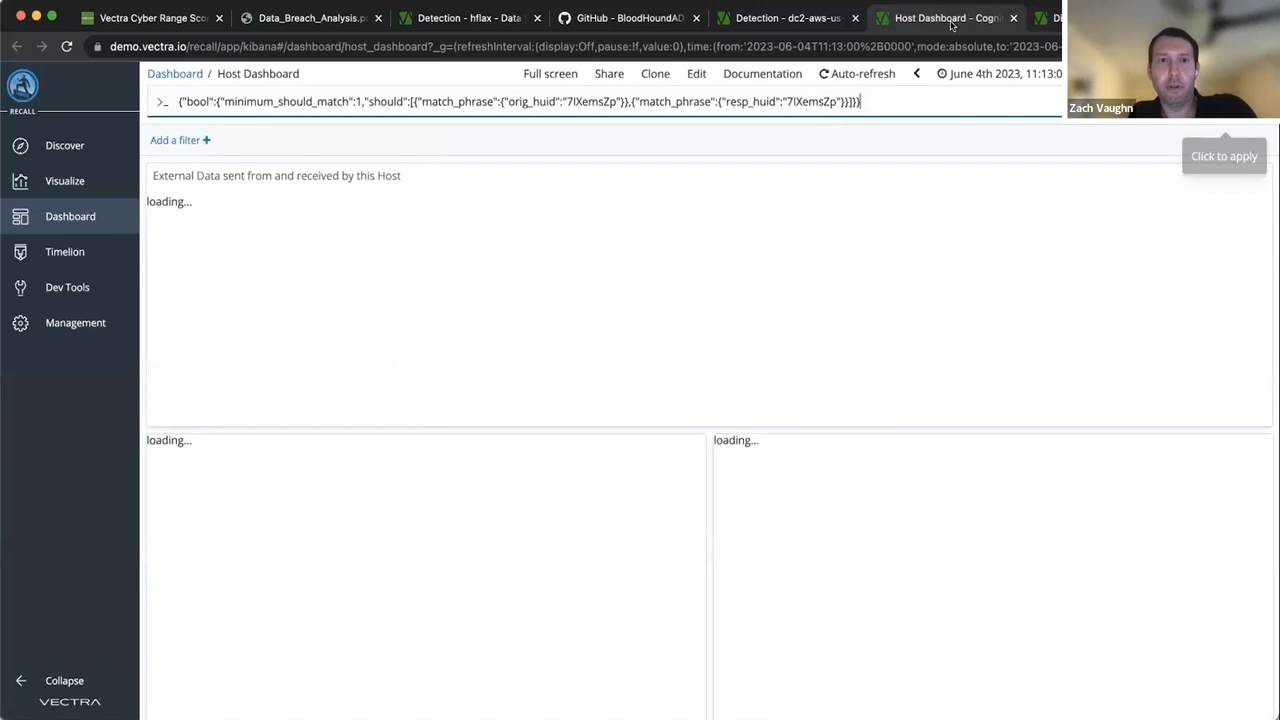 Vectra Cyber Range Sco
Data_Breach_Analysis.p
Detection - hflax - Data
GitHub - BloodHoundAD
Detection - dc2-aws-us-
Host Dashboard - Cogni
Di
demo.vectra.io/recall/app/kibana#/dashboard/host_dashboard?_g=(refreshInterval:(display:Off,pause:!f,value:0),time:(from:'2023-06-04T11:13:00%2B0000',mode:absolute,to:'2023-06-
Zach Vaughn
RECALL
Dashboard / Host Dashboard
Full screen
Share
Clone
Edit
Documentation
Auto-refresh
June 4th 2023, 11:13:0
>_ {"bool":{"minimum_should_match":1,"should":[{"match_phrase":{"orig_huid":"7lXemsZp"}},{"match_phrase":{"resp_huid":"7lXemsZp"}}]}}
Add a filter +
Click to apply
Discover
Visualize
Dashboard
Timelion
Dev Tools
Management
External Data sent from and received by this Host
loading...
loading...
loading...
Collapse
VECTRA